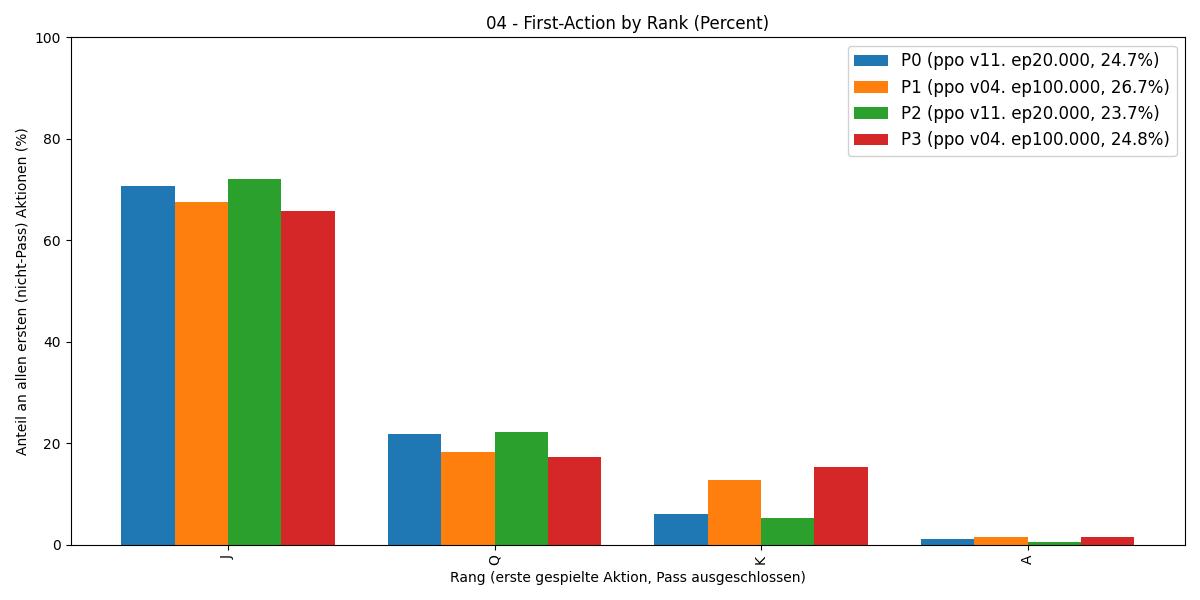 04 - First-Action by Rank (Percent)
Anteil an allen ersten (nicht-Pass) Aktionen (%)
100
80
60
40
20
0
P0 (ppo v11. ep20.000, 24.7%)
P1 (ppo v04. ep100.000, 26.7%)
P2 (ppo v11. ep20.000, 23.7%)
P3 (ppo v04. ep100.000, 24.8%)
J
Q
K
A
Rang (erste gespielte Aktion, Pass ausgeschlossen)